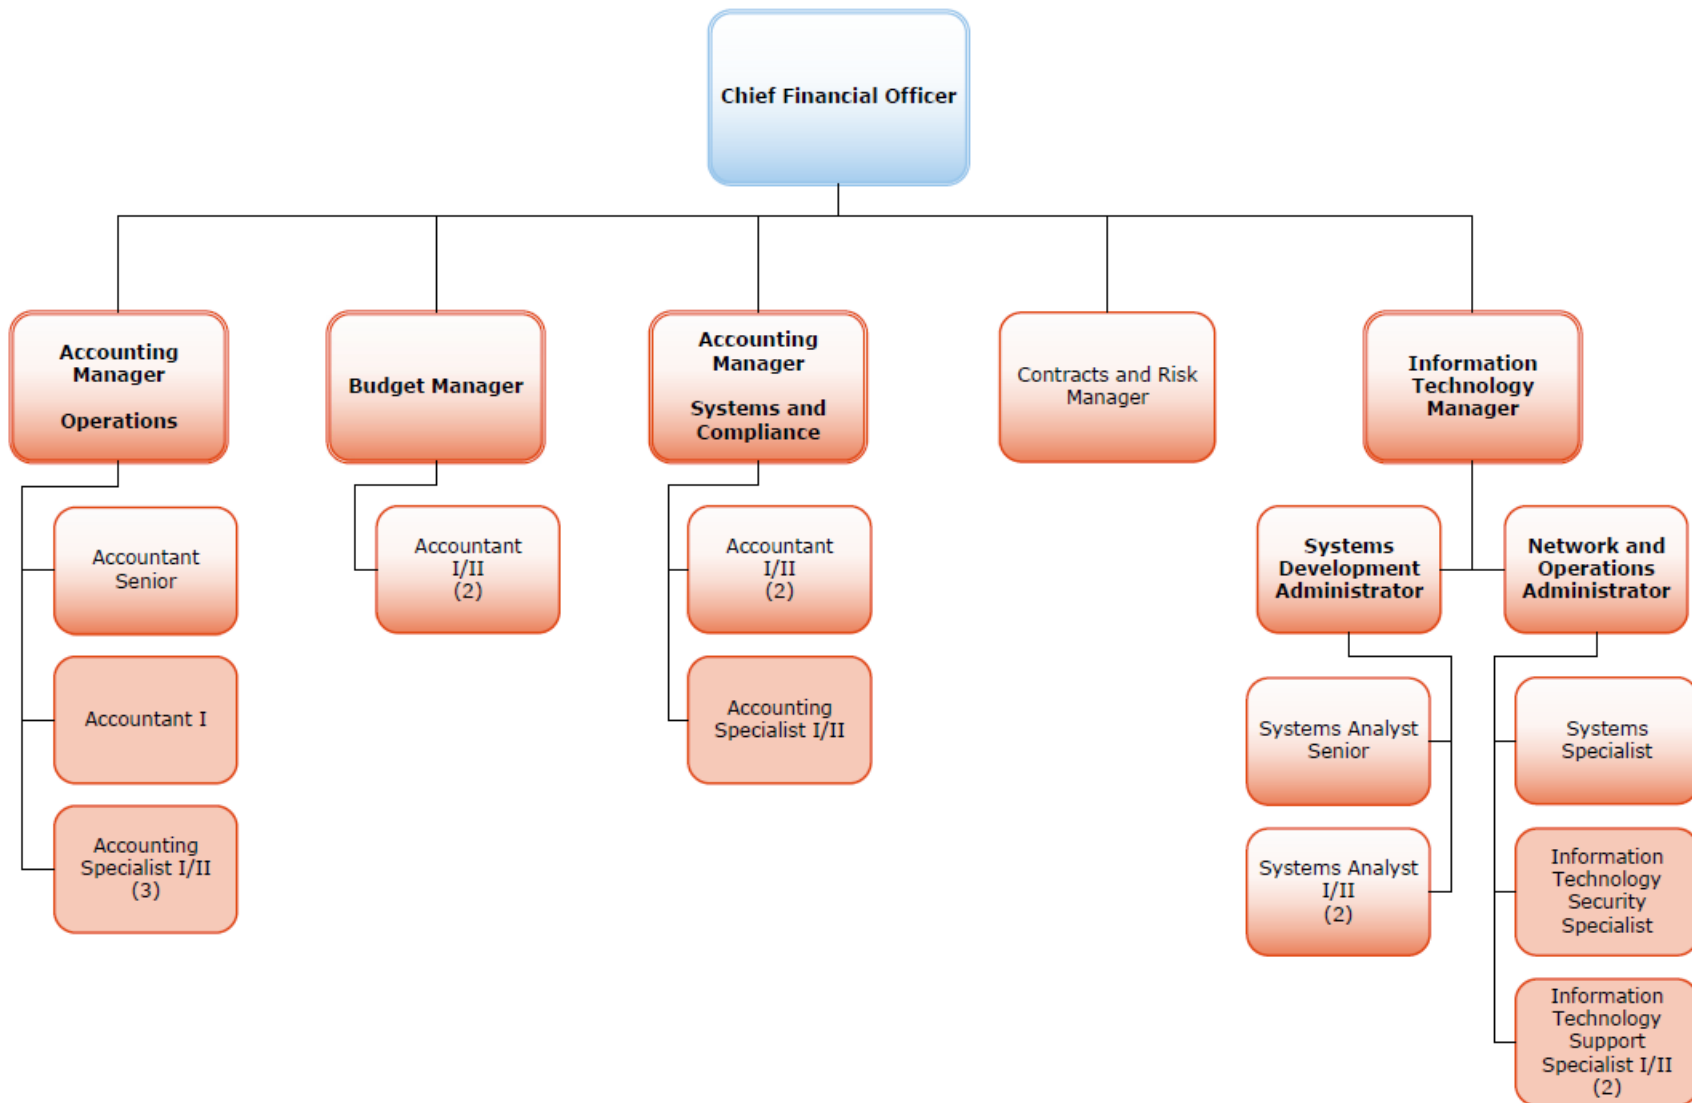 Chief Financial Officer
Accounting
Manager
Operations
Budget Manager
Accounting
Manager
Systems and
Compliance
Contracts and Risk
Manager
Information
Technology
Manager
Accountant
Senior
Accountant I
Accounting
Specialist I/II
(3)
Accountant
I/II
(2)
Accountant
I/II
(2)
Accounting
Specialist I/II
Systems
Development
Administrator
Systems Analyst
Senior
Systems Analyst
I/II
(2)
Network and
Operations
Administrator
Systems
Specialist
Information
Technology
Security
Specialist
Information
Technology
Support
Specialist I/II
(2)